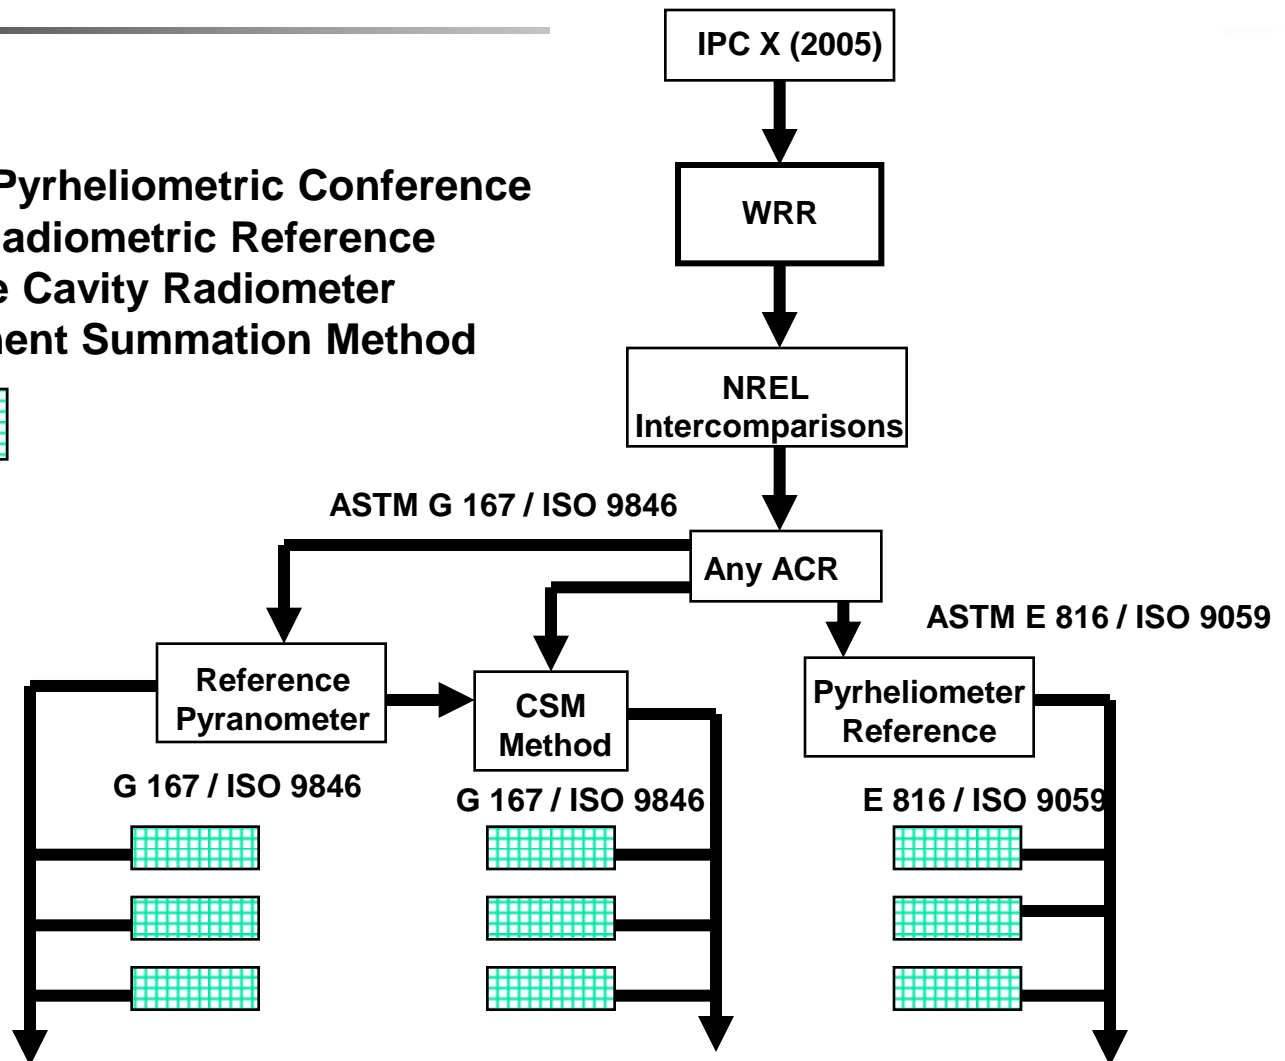 IPC X (2005)
Pyrheliometric Conference
WRR
adiometric Reference
e Cavity Radiometer
ent Summation Method
NREL
Intercomparisons
ASTM G 167 / ISO 9846
Any ACR
ASTM E 816 / ISO 9059
Reference
Pyranometer
CSM
Method
Pyrheliometer
Reference
G 167 / ISO 9846
G 167 / ISO 9846
E 816 / ISO 9059